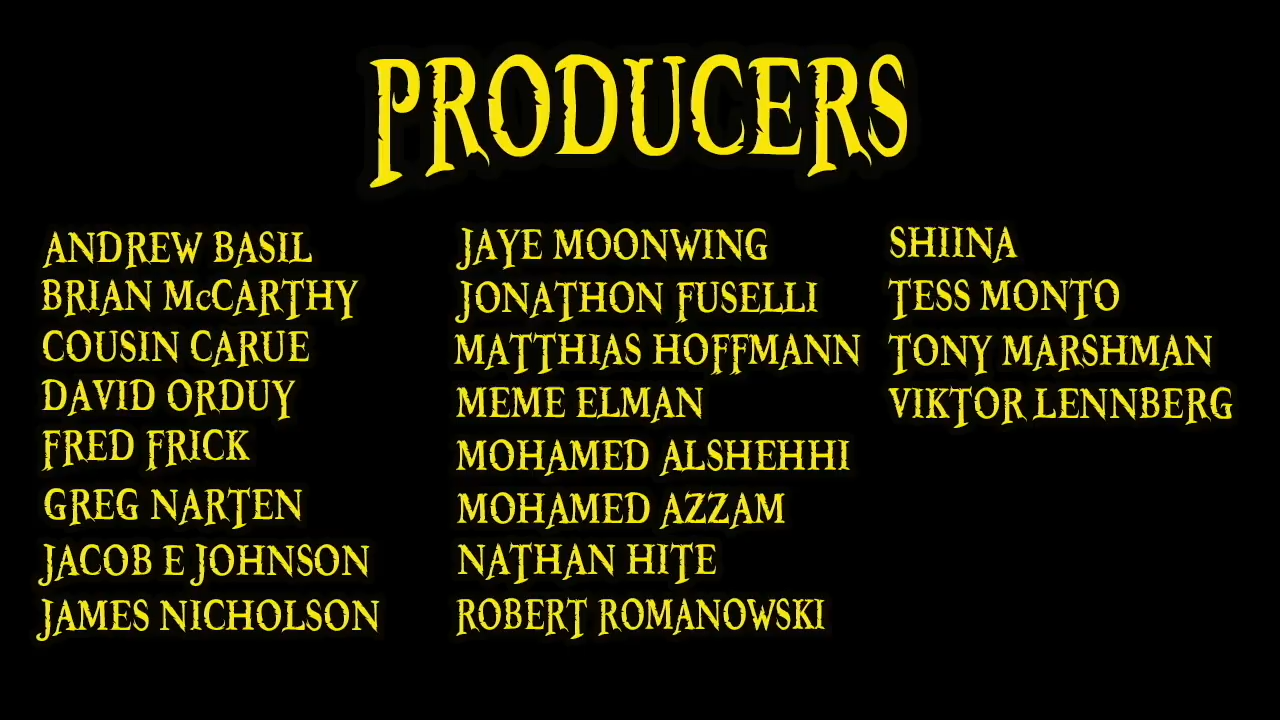 PRODUCERS
ANDREW BASIL
BRIAN McCARTHY
COUSIN CARUE
DAVID ORDUY
FRED FRICK
GREG NARTEN
JACOB E JOHNSON
JAMES NICHOLSON
JAYE MOONWING
JONATHON FUSELLI
MATTHIAS HOFFMANN
MEME ELMAN
MOHAMED ALSHEHHI
MOHAMED AZZAM
NATHAN HITE
ROBERT ROMANOWSKI
SHIINA
TESS MONTO
TONY MARSHMAN
VIKTOR LENNBERG